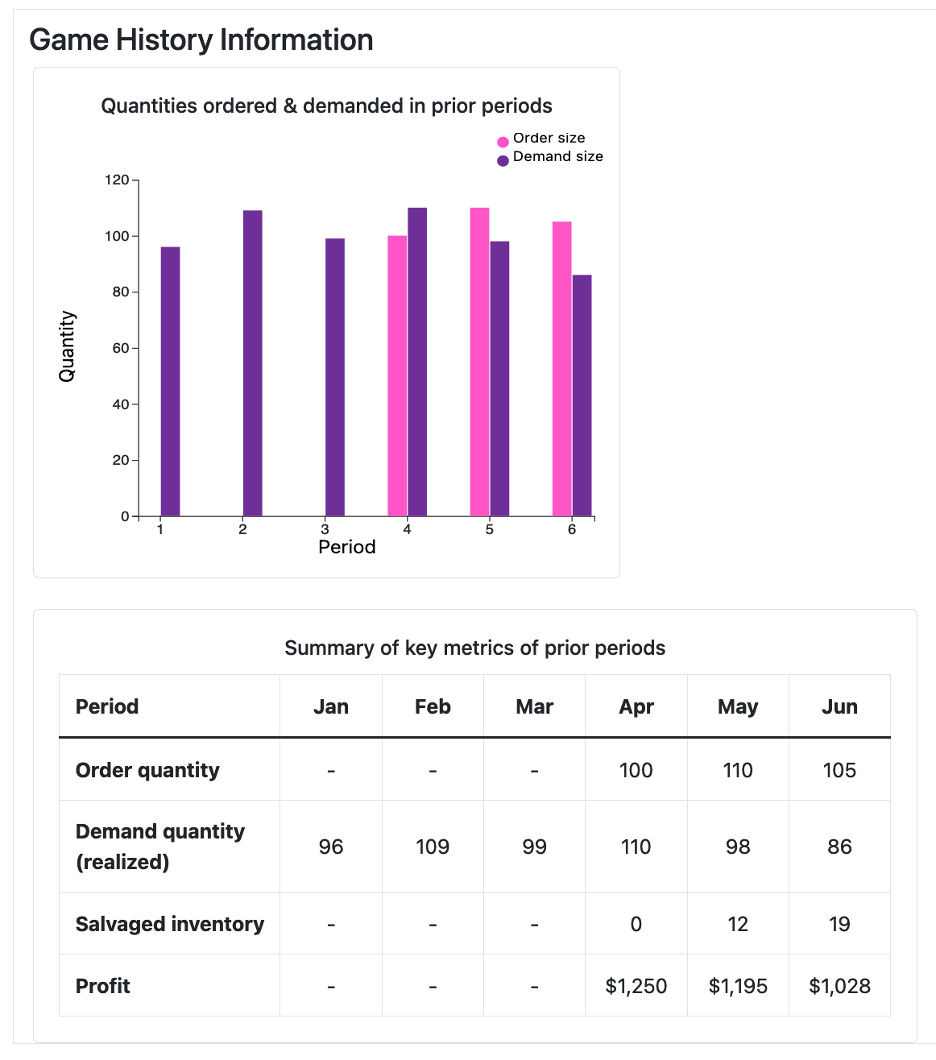 Game History Information
Quantities ordered & demanded in prior periods
Order size
Demand size
120
100
80
60
40
20
0
Quantity
1 2 3 4 5 6
Period
Summary of key metrics of prior periods
Period Jan Feb Mar Apr May Jun
Order quantity - - - 100 110 105
Demand quantity
(realized) 96 109 99 110 98 86
Salvaged inventory - - - 0 12 19
Profit - - - $1,250 $1,195 $1,028